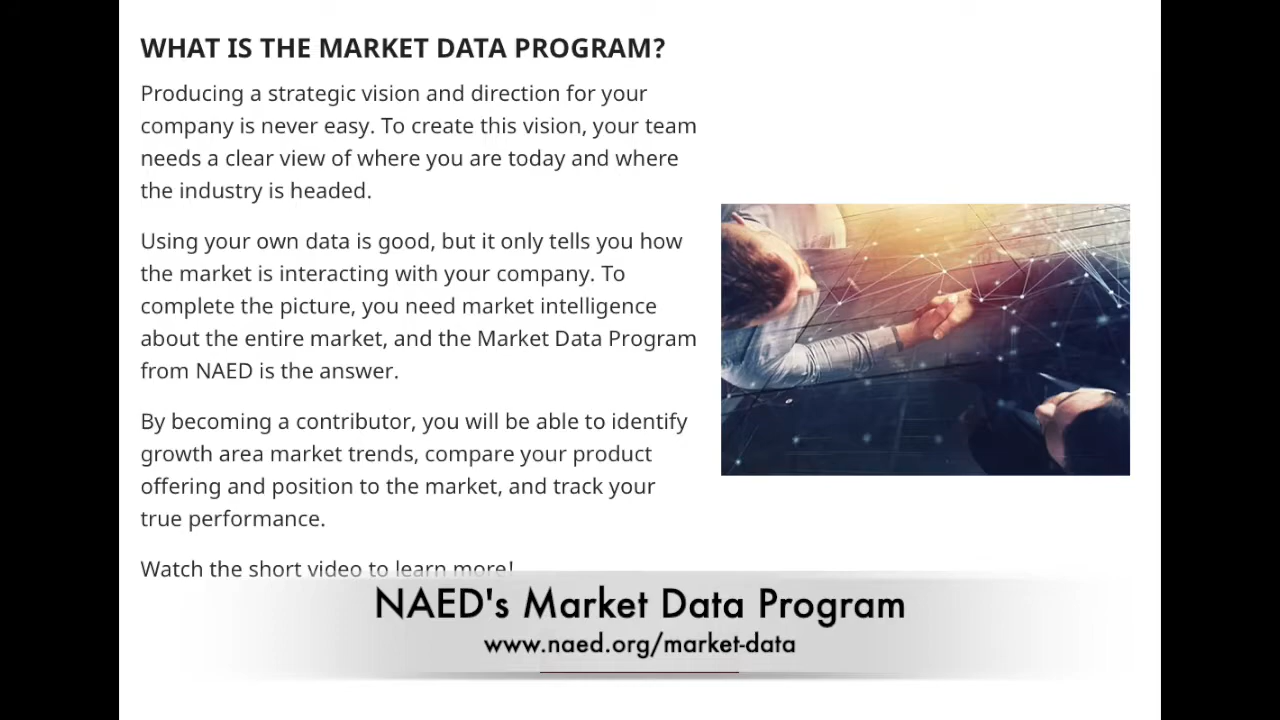 WHAT IS THE MARKET DATA PROGRAM?
Producing a strategic vision and direction for your
company is never easy. To create this vision, your team
needs a clear view of where you are today and where
the industry is headed.
Using your own data is good, but it only tells you how
the market is interacting with your company. To
complete the picture, you need market intelligence
about the entire market, and the Market Data Program
from NAED is the answer.
By becoming a contributor, you will be able to identify
growth area market trends, compare your product
offering and position to the market, and track your
true performance.
Watch the short video to learn more!
NAED's Market Data Program
www.naed.org/market-data